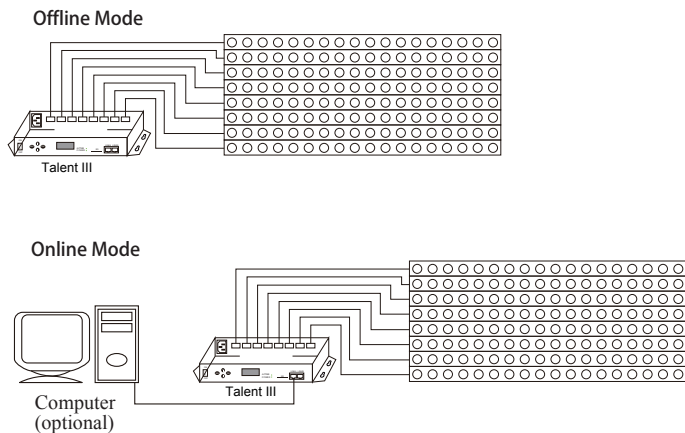 Offline Mode
Talent III
Online Mode
Talent III
Computer
(optional)